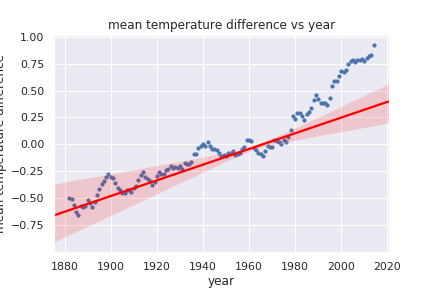 mean temperature difference vs year
1.00
0.75
0.50
0.25
0.00
−0.25
−0.50
−0.75
mean temperature difference
1880 1900 1920 1940 1960 1980 2000 2020
year